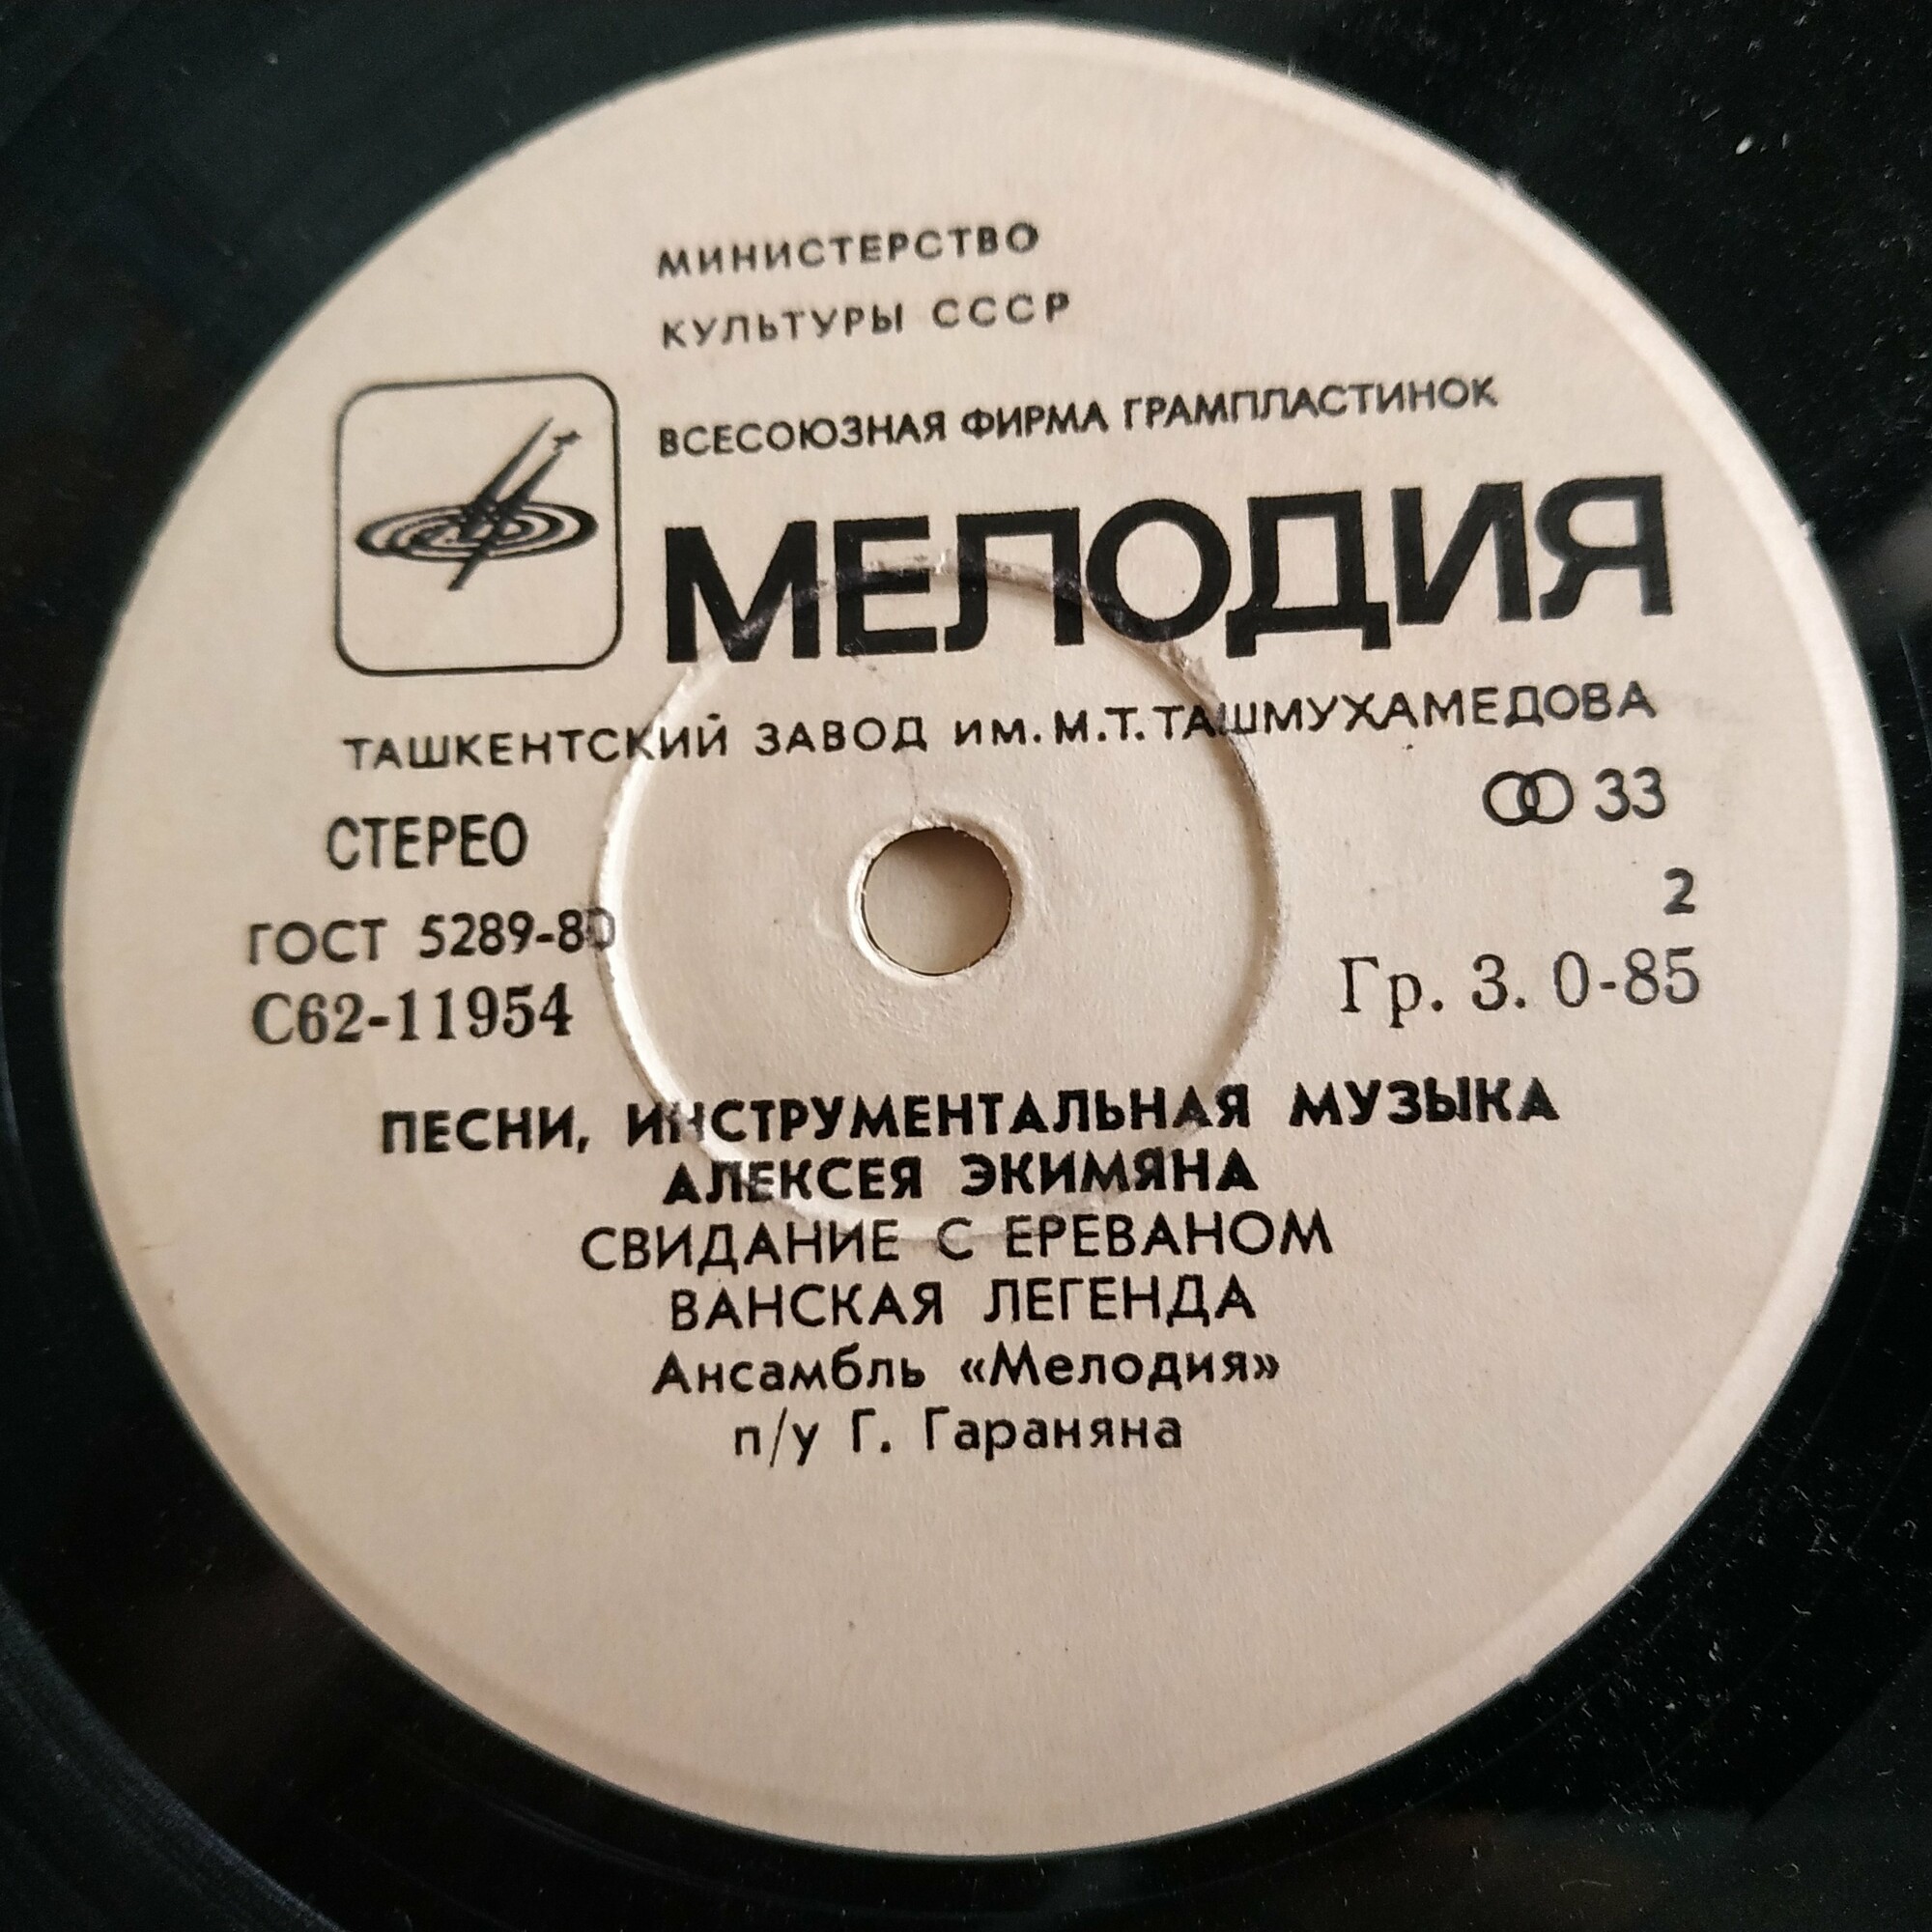 МИНИСТЕРСТВО
КУЛЬТУРЫ СССР
ВСЕСОЮЗНАЯ ФИРМА ГРАМПЛАСТИНОК
МЕЛОДИЯ
ТАШКЕНТСКИЙ ЗАВОД ИМ. М.Т. ТАШМУХАМЕДОВА
СТЕРЕО
33
ГОСТ 5289-80
2
С62-11954
Гр. 3. 0-85
ПЕСНИ, ИНСТРУМЕНТАЛЬНАЯ МУЗЫКА
АЛЕКСЕЯ ЭКИМЯНА
СВИДАНИЕ С ЕРЕВАНОМ
ВАНСКАЯ ЛЕГЕНДА
Ансамбль «Мелодия»
п/у Г. Гараняна